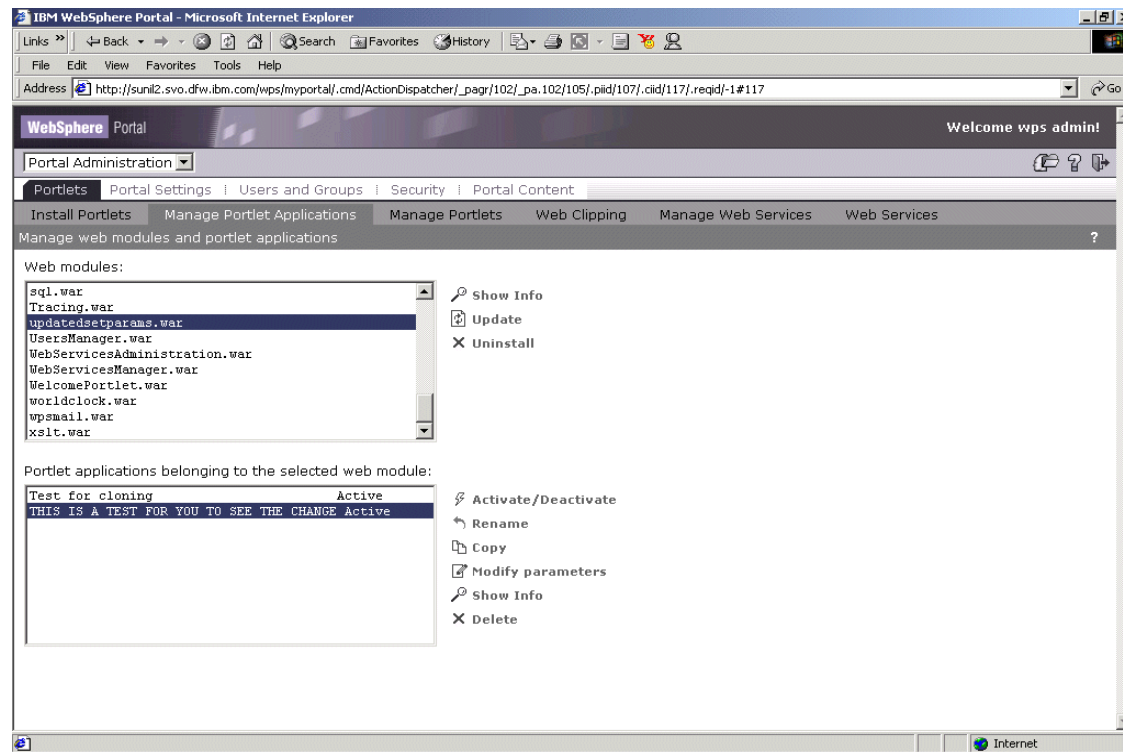 IBM WebSphere Portal - Microsoft Internet Explorer
Links » Back Search Favorites History
File Edit View Favorites Tools Help
Address http://sunil2.svo.dfw.ibm.com/wps/myportal/.cmd/ActionDispatcher/_pagr/102/_pa.102/105/.piid/107/.ciid/117/.reqid/-1#117 Go
WebSphere Portal Welcome wps admin!
Portal Administration ?
Portlets Portal Settings | Users and Groups | Security | Portal Content
Install Portlets Manage Portlet Applications Manage Portlets Web Clipping Manage Web Services Web Services
Manage web modules and portlet applications ?
Web modules:
sql.war
Tracing.war
updatedsetparams.war
UsersManager.war
WebServicesAdministration.war
WebServicesManager.war
WelcomePortlet.war
worldclock.war
wpsmail.war
xslt.war
Show Info
Update
Uninstall
Portlet applications belonging to the selected web module:
Test for cloning Active
THIS IS A TEST FOR YOU TO SEE THE CHANGE Active
Activate/Deactivate
Rename
Copy
Modify parameters
Show Info
Delete
Internet